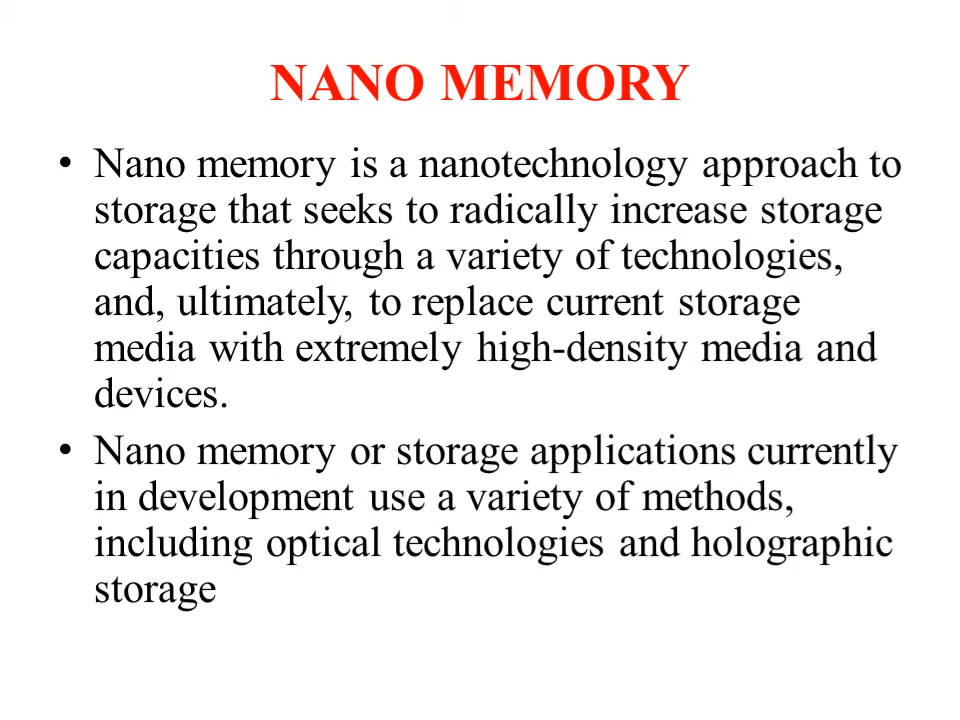 NANO MEMORY
• Nano memory is a nanotechnology approach to
storage that seeks to radically increase storage
capacities through a variety of technologies,
and, ultimately, to replace current storage
media with extremely high-density media and
devices.
• Nano memory or storage applications currently
in development use a variety of methods,
including optical technologies and holographic
storage